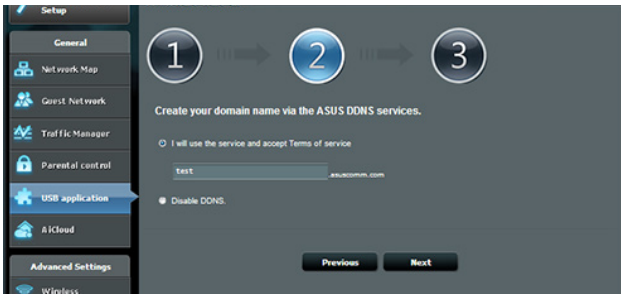 Setup
General
Network Map
Guest Network
Traffic Manager
Parental control
USB application
AiCloud
Advanced Settings
Wireless
1
2
3
Create your domain name via the ASUS DDNS services.
I will use the service and accept Terms of service
test .asuscomm.com
Disable DDNS.
Previous Next